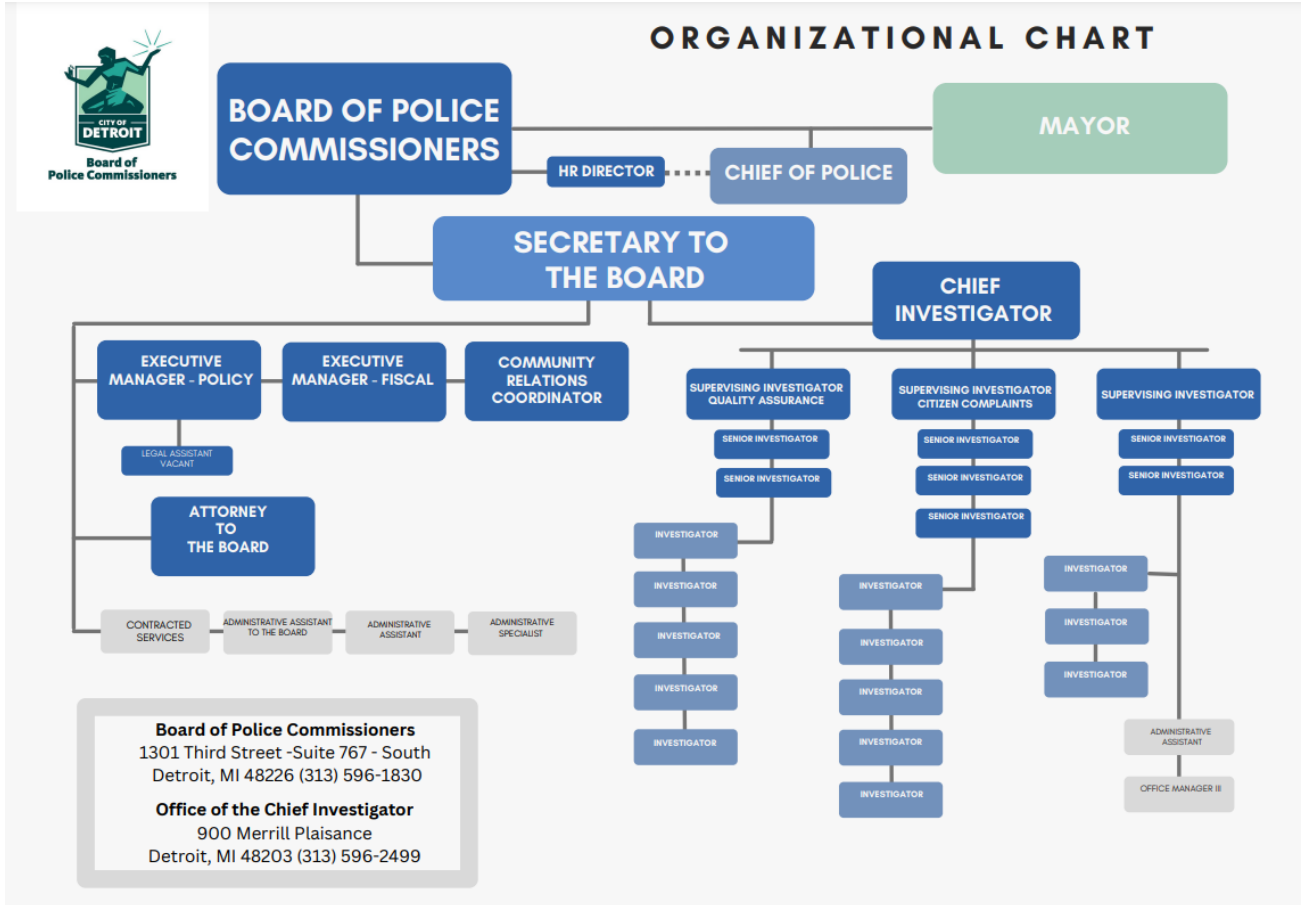 ORGANIZATIONAL CHART
CITY OF
DETROIT
Board of
Police Commissioners
BOARD OF POLICE
COMMISSIONERS
MAYOR
HR DIRECTOR
CHIEF OF POLICE
SECRETARY TO
THE BOARD
CHIEF
INVESTIGATOR
EXECUTIVE
MANAGER - POLICY
EXECUTIVE
MANAGER - FISCAL
COMMUNITY
RELATIONS
COORDINATOR
LEGAL ASSISTANT
VACANT
ATTORNEY
TO
THE BOARD
CONTRACTED
SERVICES
ADMINISTRATIVE ASSISTANT
TO THE BOARD
ADMINISTRATIVE
ASSISTANT
ADMINISTRATIVE
SPECIALIST
SUPERVISING INVESTIGATOR
QUALITY ASSURANCE
SENIOR INVESTIGATOR
SENIOR INVESTIGATOR
INVESTIGATOR
INVESTIGATOR
INVESTIGATOR
INVESTIGATOR
INVESTIGATOR
SUPERVISING INVESTIGATOR
CITIZEN COMPLAINTS
SENIOR INVESTIGATOR
SENIOR INVESTIGATOR
SENIOR INVESTIGATOR
INVESTIGATOR
INVESTIGATOR
INVESTIGATOR
INVESTIGATOR
INVESTIGATOR
SUPERVISING INVESTIGATOR
SENIOR INVESTIGATOR
SENIOR INVESTIGATOR
INVESTIGATOR
INVESTIGATOR
INVESTIGATOR
ADMINISTRATIVE
ASSISTANT
OFFICE MANAGER III
Board of Police Commissioners
1301 Third Street -Suite 767 - South
Detroit, MI 48226 (313) 596-1830
Office of the Chief Investigator
900 Merrill Plaisance
Detroit, MI 48203 (313) 596-2499